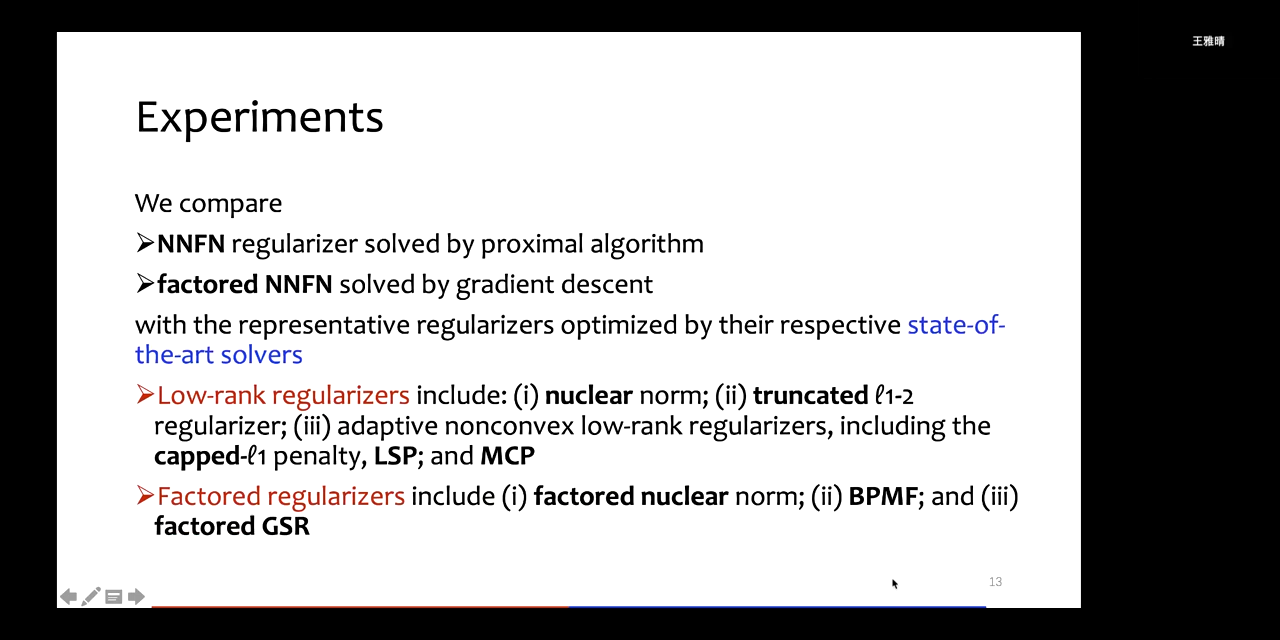 王雅晴
Experiments
We compare
➢NNFN regularizer solved by proximal algorithm
➢factored NNFN solved by gradient descent
with the representative regularizers optimized by their respective state-of-
the-art solvers
➢Low-rank regularizers include: (i) nuclear norm; (ii) truncated ℓ1-2
regularizer; (iii) adaptive nonconvex low-rank regularizers, including the
capped-ℓ1 penalty, LSP; and MCP
➢Factored regularizers include (i) factored nuclear norm; (ii) BPMF; and (iii)
factored GSR
13